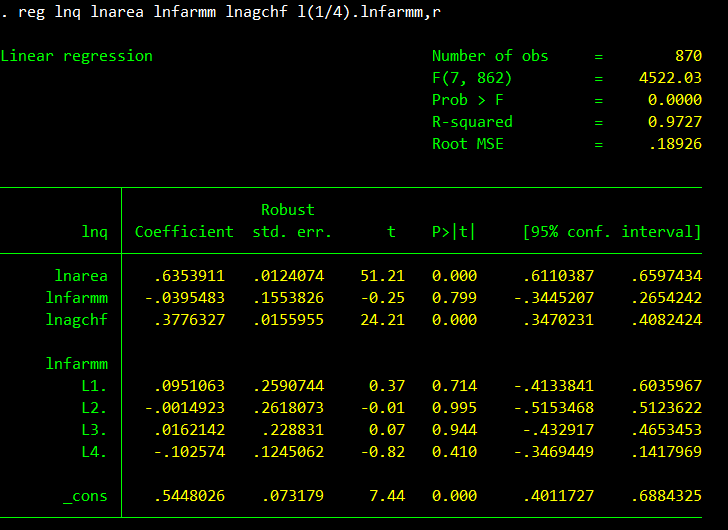 . reg lnq lnarea lnfarmm lnagchf l(1/4).lnfarmm,r
Linear regression Number of obs = 870
F(7, 862) = 4522.03
Prob > F = 0.0000
R-squared = 0.9727
Root MSE = .18926
Robust
lnq Coefficient std. err. t P>|t| [95% conf. interval]
lnarea .6353911 .0124074 51.21 0.000 .6110387 .6597434
lnfarmm -.0395483 .1553826 -0.25 0.799 -.3445207 .2654242
lnagchf .3776327 .0155955 24.21 0.000 .3470231 .4082424
lnfarmm
L1. .0951063 .2590744 0.37 0.714 -.4133841 .6035967
L2. -.0014923 .2618073 -0.01 0.995 -.5153468 .5123622
L3. .0162142 .228831 0.07 0.944 -.432917 .4653453
L4. -.102574 .1245062 -0.82 0.410 -.3469449 .1417969
_cons .5448026 .073179 7.44 0.000 .4011727 .6884325